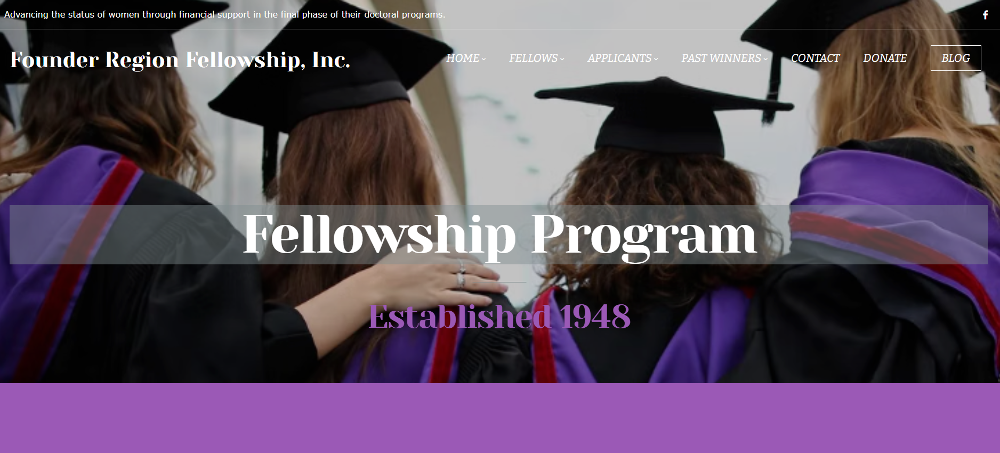 Advancing the status of women through financial support in the final phase of their doctoral programs.
Founder Region Fellowship, Inc.
HOME
FELLOWS
APPLICANTS
PAST WINNERS
CONTACT
DONATE
BLOG
Fellowship Program
Established 1948